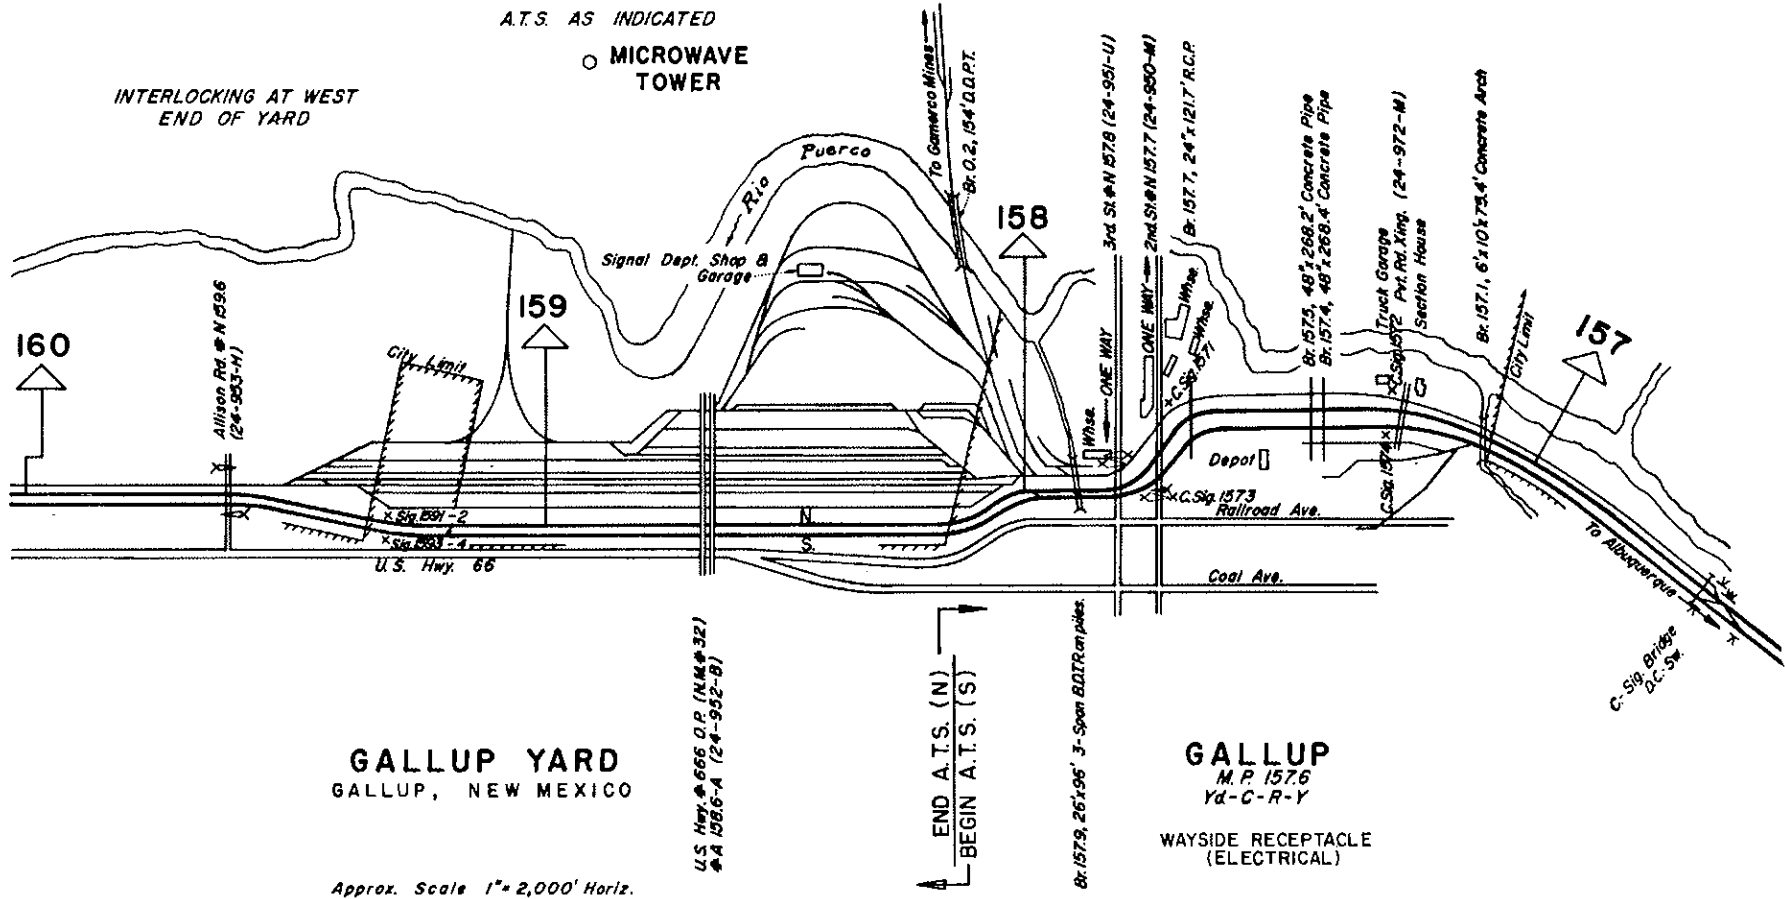 A.T.S. AS INDICATED
MICROWAVE
TOWER
INTERLOCKING AT WEST
END OF YARD
Rio Puerco
To Gamerco Mines
Br. 0.2, 154' O.D.P.T.
158
3rd. St. #N 157.8 (24-951-U)
2nd. St. #N 157.7 (24-950-M)
Br. 157.7, 24"x 121.7' R.C.P.
ONE WAY
ONE WAY
Whse.
Whse.
Whse.
C. Sig. 1571
Br. 157.5, 48"x 268.2' Concrete Pipe
Br. 157.4, 48"x 268.4' Concrete Pipe
Truck Garage
C. Sig. 1572
Pvt. Rd. Xing. (24-972-M)
Section House
Br. 157.1, 6'x10'x75.4' Concrete Arch
City Limit
157
Signal Dept. Shop &
Garage
159
160
Allison Rd. #N 159.6
(24-953-H)
City Limit
Sig. 1591-2
Sig. 1593-4
U.S. Hwy. 66
N.
S.
Depot
C. Sig. 1573
C. Sig. 1574
Railroad Ave.
Coal Ave.
To Albuquerque
C.- Sig. Bridge
D.C.- Sw.
U.S. Hwy. #666 O.P. (N.M.#32)
#A 158.6-A (24-952-B)
END A.T.S. (N)
BEGIN A.T.S. (S)
Br. 157.9, 26'x96' 3-Span B.D.T.R. on piles.
GALLUP YARD
GALLUP, NEW MEXICO
GALLUP
M.P. 157.6
Yd-C-R-Y
WAYSIDE RECEPTACLE
(ELECTRICAL)
Approx. Scale 1"= 2,000' Horiz.